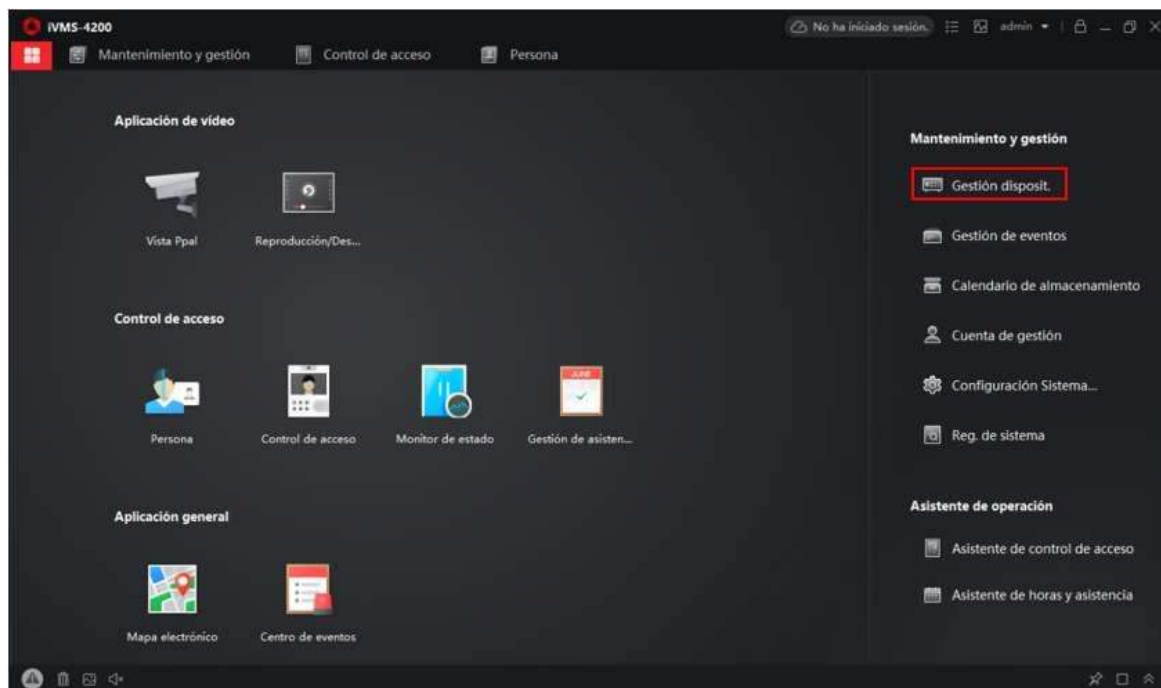 iVMS-4200
No ha iniciado sesión.
admin
Mantenimiento y gestión
Control de acceso
Persona
Aplicación de vídeo
Vista Ppal
Reproducción/Des...
Control de acceso
Persona
Control de acceso
Monitor de estado
JUNE
Gestión de asisten...
Aplicación general
Mapa electrónico
Centro de eventos
Mantenimiento y gestión
Gestión disposit.
Gestión de eventos
Calendario de almacenamiento
Cuenta de gestión
Configuración Sistema...
Reg. de sistema
Asistente de operación
Asistente de control de acceso
Asistente de horas y asistencia